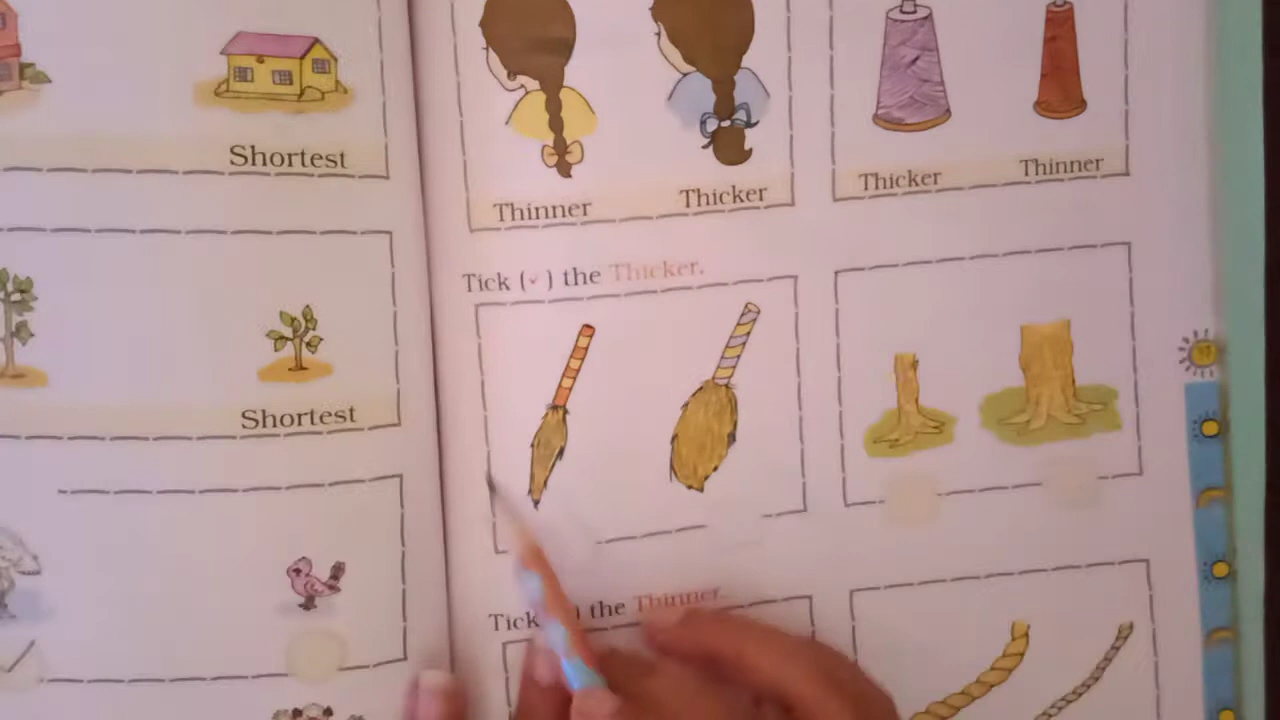 Shortest
Shortest
Thinner
Thicker
Thicker
Thinner
Tick (✓) the Thicker.
Tick ) the Thinner.